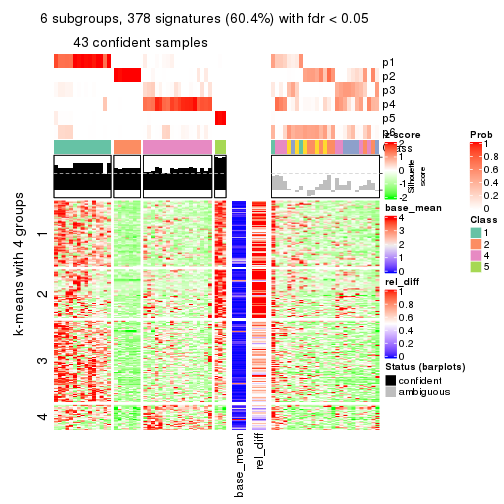 6 subgroups, 378 signatures (60.4%) with fdr < 0.05
43 confident samples
p1
p2
p3
p4
p5
p6
Class
z_score
2
1
0
-1
-2
Silhouette
score
Prob
1
0.8
0.6
0.4
0.2
0
base_mean
4
3
2
1
0
Class
1
2
4
5
rel_diff
1
0.8
0.6
0.4
0.2
0
Status (barplots)
confident
ambiguous
k-means with 4 groups
1
2
3
4
base_mean
rel_diff